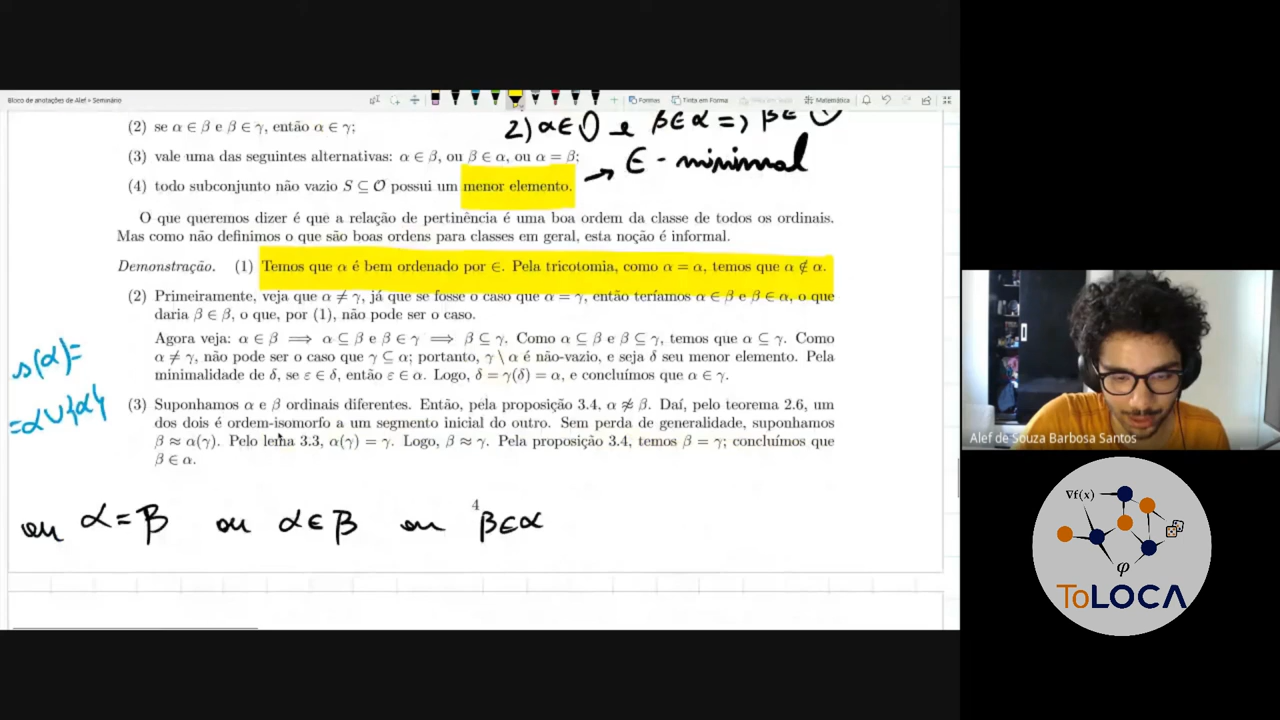 Bloco de anotações de Alef » Seminário
Formas
Tinta em Forma
Matemática
2) α∈O e β∈α ⇒ β∈O
(2) se α ∈ β e β ∈ γ, então α ∈ γ;
(3) vale uma das seguintes alternativas: α ∈ β, ou β ∈ α, ou α = β;
→ ∈ - minimal
(4) todo subconjunto não vazio S ⊆ 𝒪 possui um menor elemento.
O que queremos dizer é que a relação de pertinência é uma boa ordem da classe de todos os ordinais.
Mas como não definimos o que são boas ordens para classes em geral, esta noção é informal.
Demonstração. (1) Temos que α é bem ordenado por ∈. Pela tricotomia, como α = α, temos que α ∉ α.
(2) Primeiramente, veja que α ≠ γ, já que se fosse o caso que α = γ, então teríamos α ∈ β e β ∈ α, o que
daria β ∈ β, o que, por (1), não pode ser o caso.
Agora veja: α ∈ β ⟹ α ⊆ β e β ∈ γ ⟹ β ⊆ γ. Como α ⊆ β e β ⊆ γ, temos que α ⊆ γ. Como
α ≠ γ, não pode ser o caso que γ ⊆ α; portanto, γ \ α é não-vazio, e seja δ seu menor elemento. Pela
minimalidade de δ, se ε ∈ δ, então ε ∈ α. Logo, δ = γ(δ) = α, e concluímos que α ∈ γ.
s(α)=
=α∪{α}
(3) Suponhamos α e β ordinais diferentes. Então, pela proposição 3.4, α ≉ β. Daí, pelo teorema 2.6, um
dos dois é ordem-isomorfo a um segmento inicial do outro. Sem perda de generalidade, suponhamos
β ≈ α(γ). Pelo lema 3.3, α(γ) = γ. Logo, β ≈ γ. Pela proposição 3.4, temos β = γ; concluímos que
β ∈ α.
4
ou α=β ou α∈β ou β∈α
Alef de Souza Barbosa Santos
∇f(x)
φ
ToLOCA